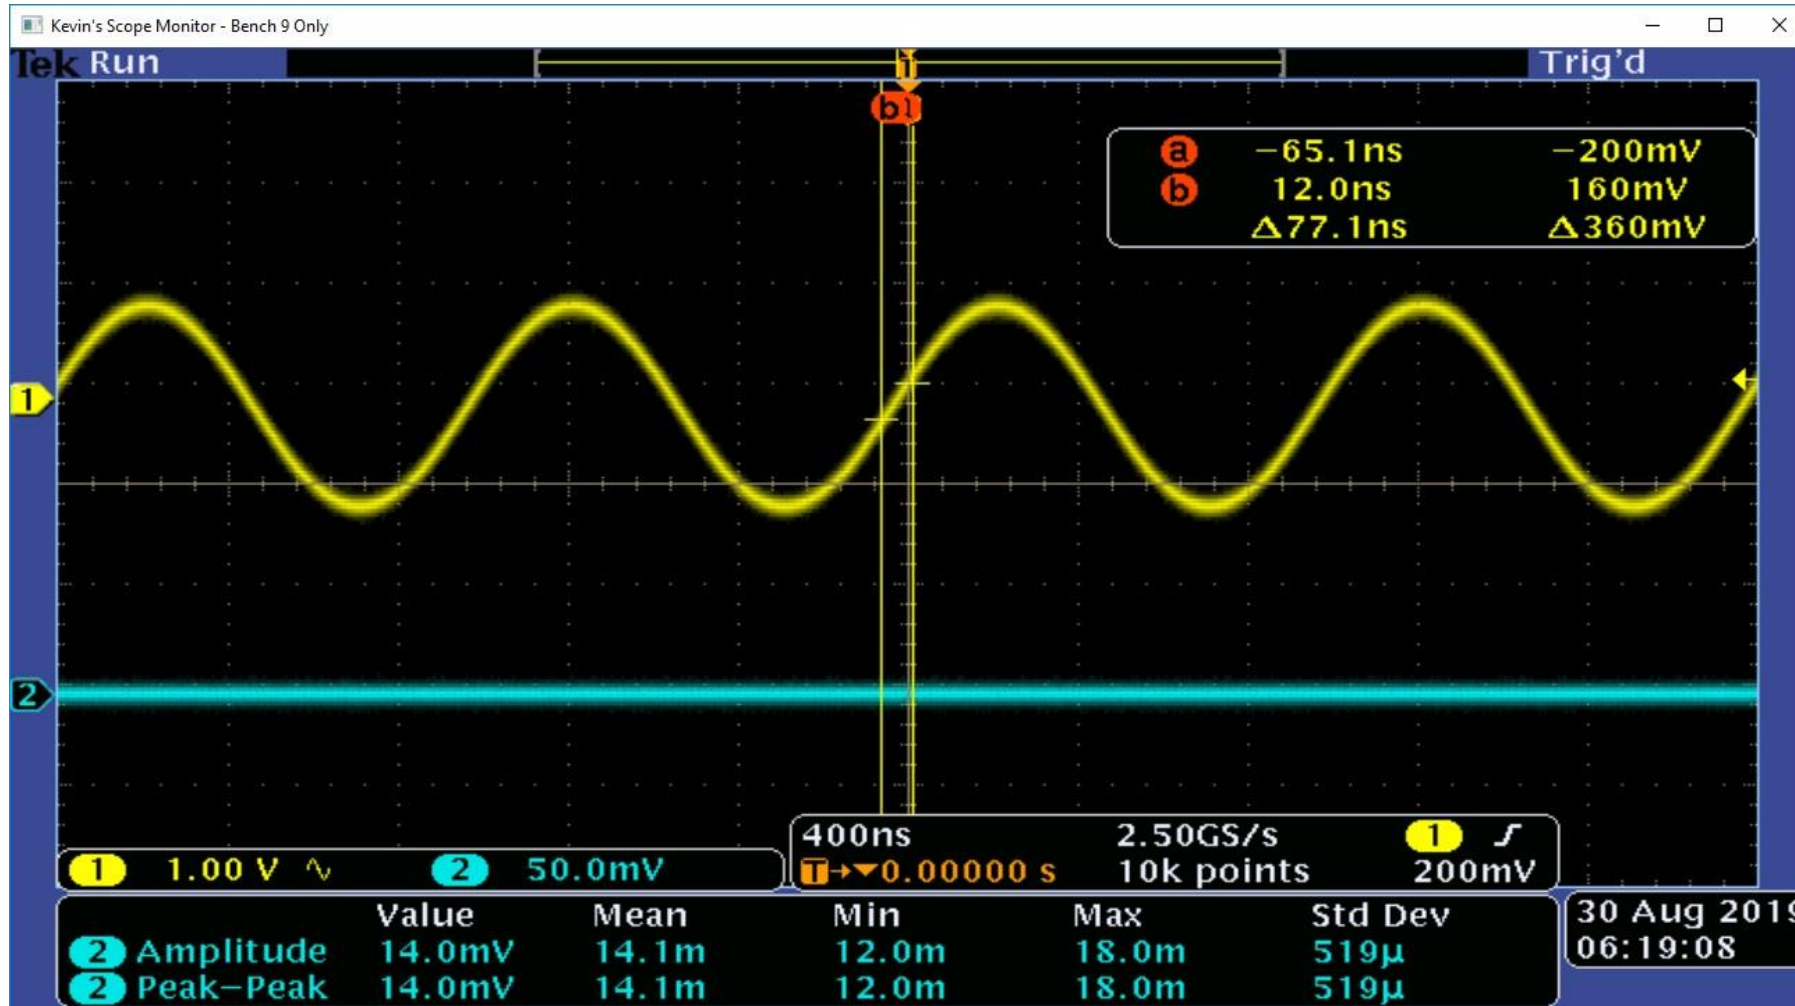 Kevin's Scope Monitor - Bench 9 Only
Tek Run Trig'd
T
b
a −65.1ns −200mV
b 12.0ns 160mV
Δ77.1ns Δ360mV
1
2
400ns 2.50GS/s 1
1 1.00 V 2 50.0mV T→▼0.00000 s 10k points 200mV
Value Mean Min Max Std Dev
2 Amplitude 14.0mV 14.1m 12.0m 18.0m 519µ
2 Peak−Peak 14.0mV 14.1m 12.0m 18.0m 519µ
30 Aug 2019
06:19:08